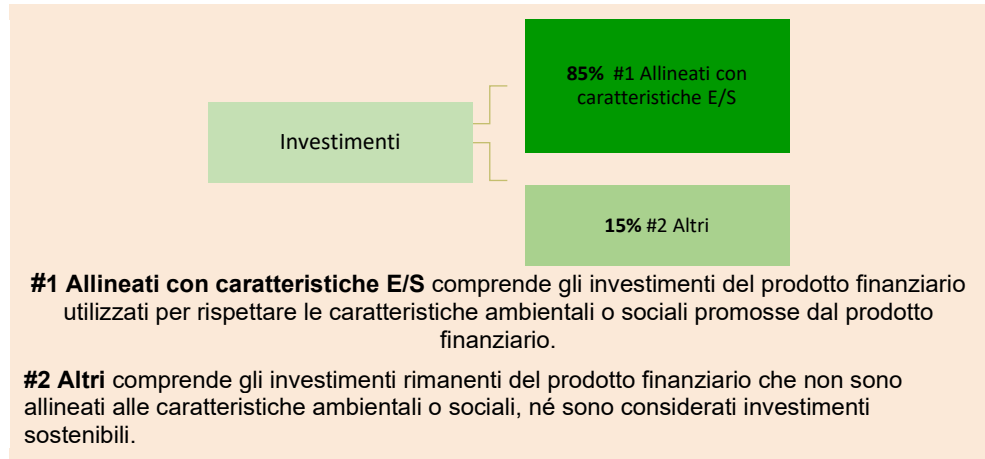 85% #1 Allineati con
caratteristiche E/S
Investimenti
15% #2 Altri
#1 Allineati con caratteristiche E/S comprende gli investimenti del prodotto finanziario
utilizzati per rispettare le caratteristiche ambientali o sociali promosse dal prodotto
finanziario.
#2 Altri comprende gli investimenti rimanenti del prodotto finanziario che non sono
allineati alle caratteristiche ambientali o sociali, né sono considerati investimenti
sostenibili.